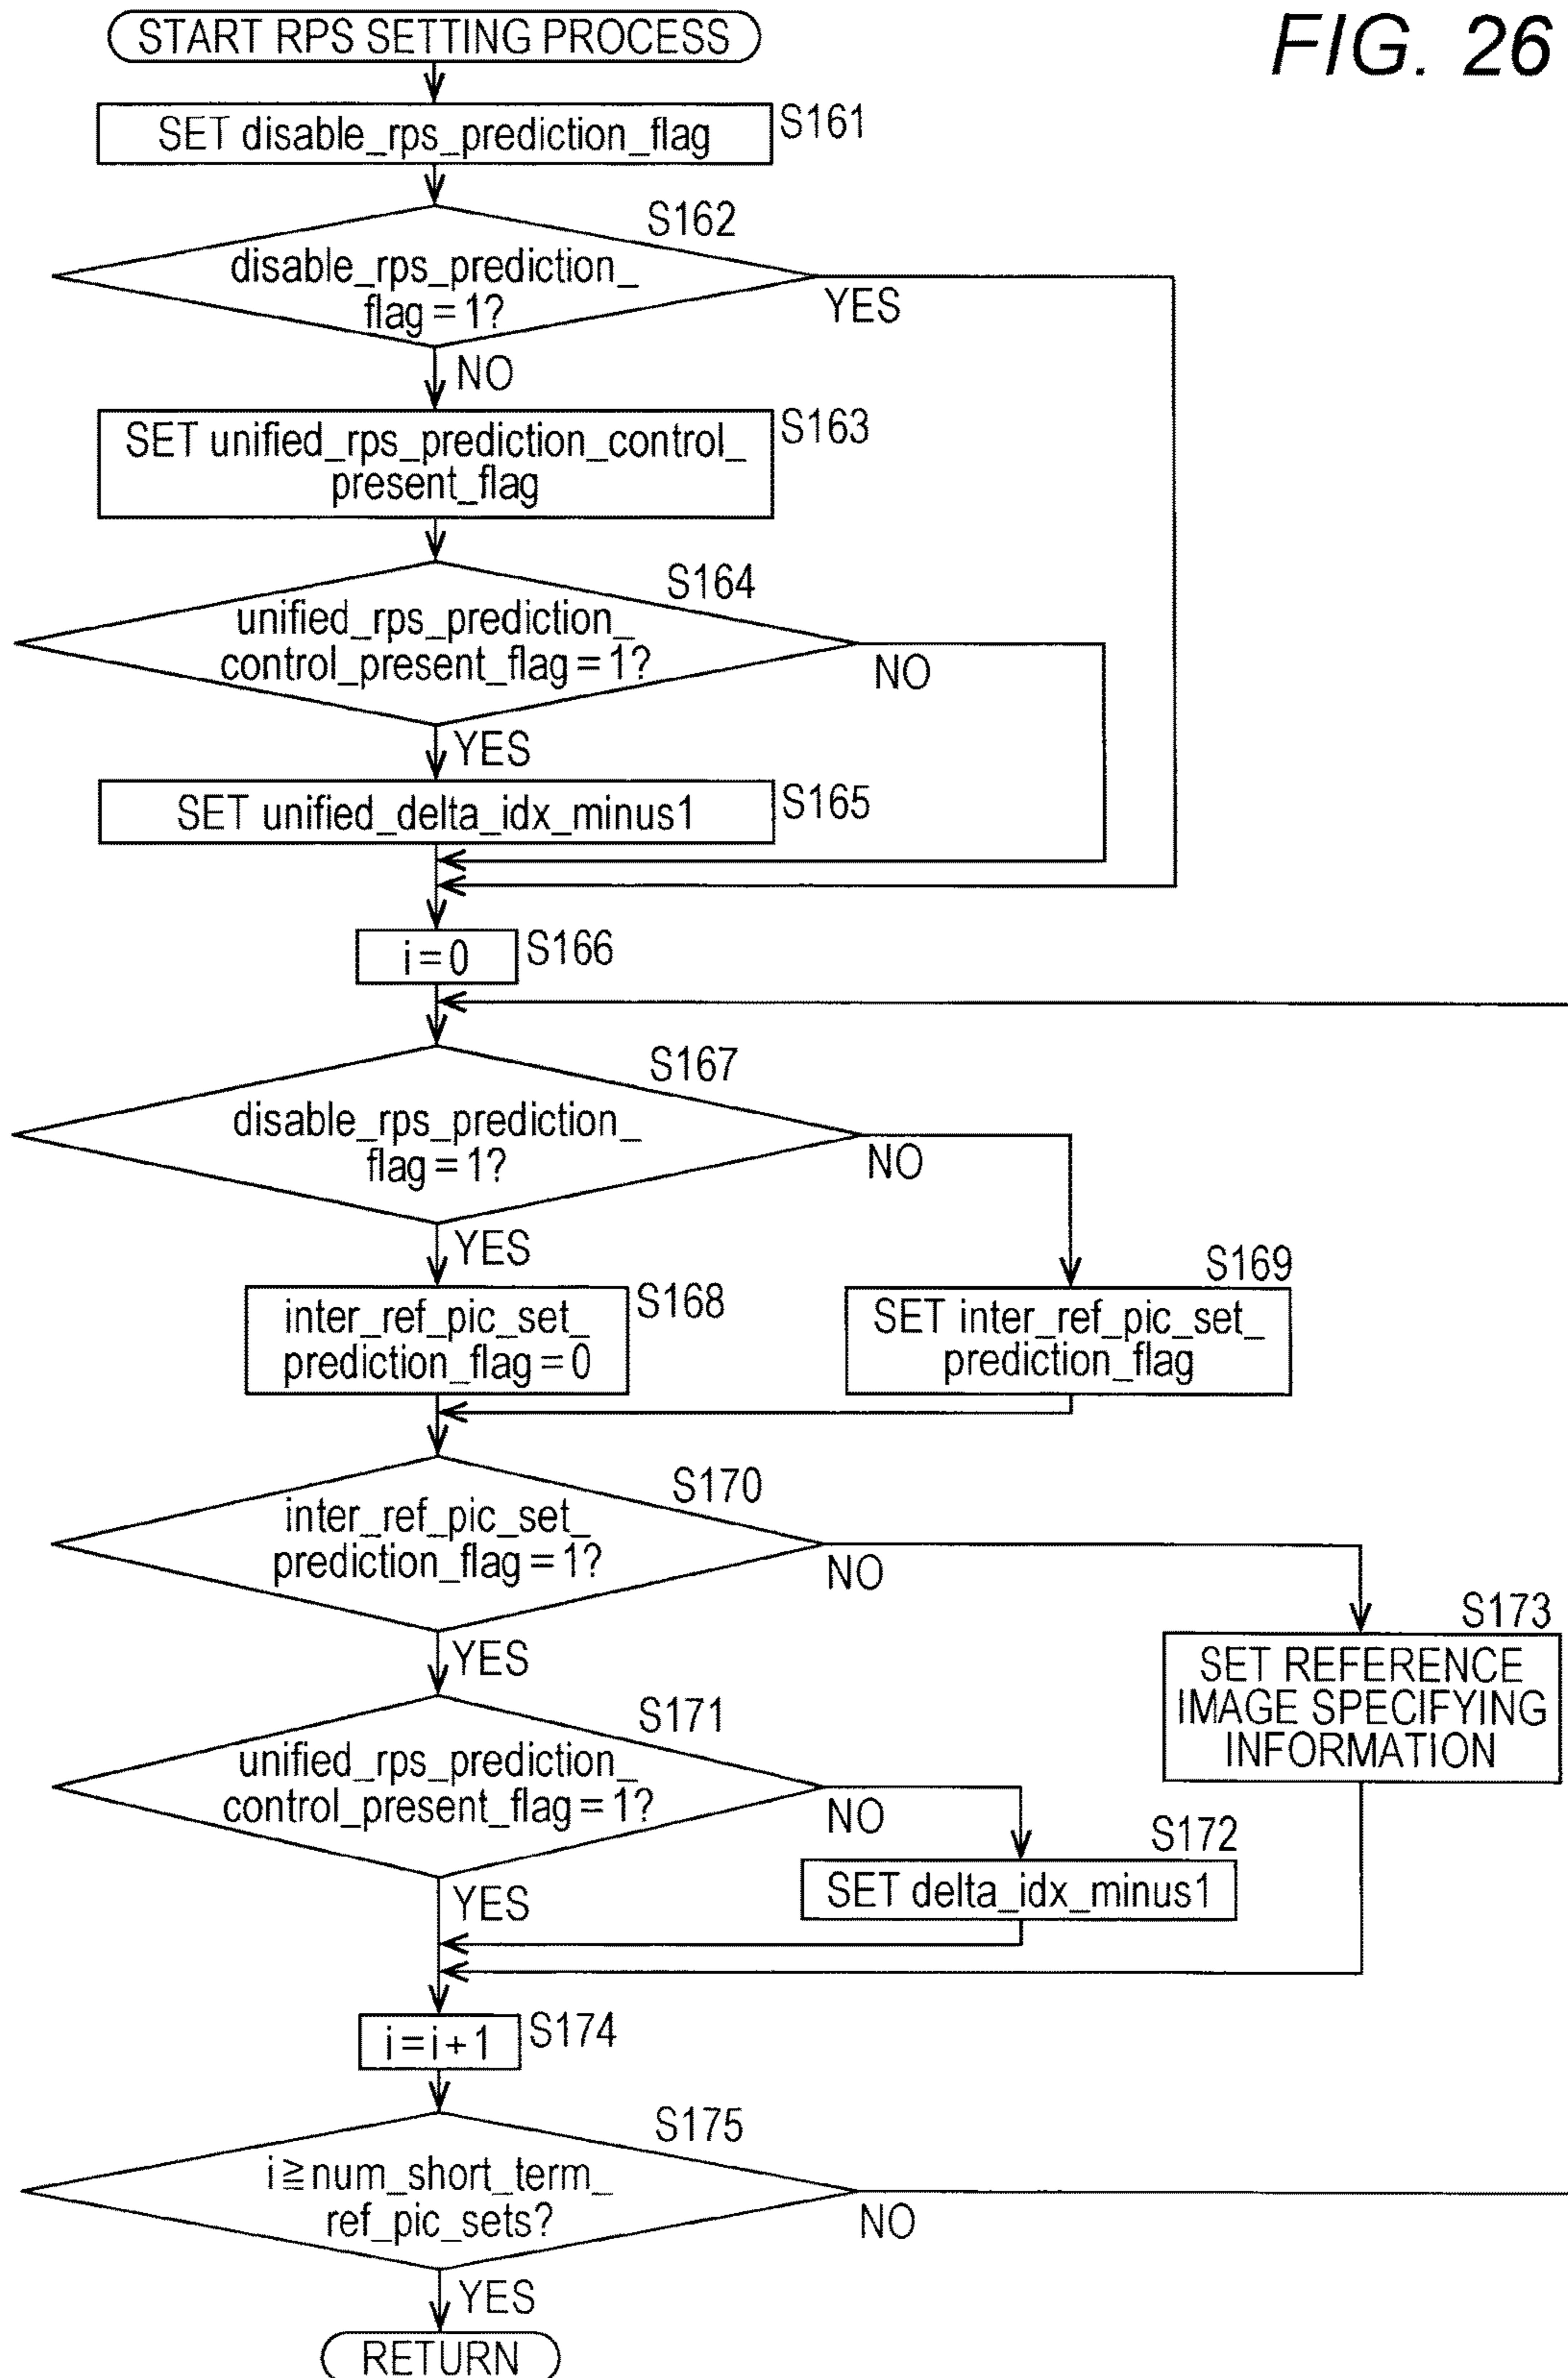 FIG. 26
START RPS SETTING PROCESS
SET disable_rps_prediction_flag
S161
S162
disable_rps_prediction_
flag = 1?
YES
NO
SET unified_rps_prediction_control_
present_flag
S163
S164
unified_rps_prediction_
control_present_flag = 1?
NO
YES
SET unified_delta_idx_minus1
S165
i = 0
S166
S167
disable_rps_prediction_
flag = 1?
NO
YES
S168
inter_ref_pic_set_
prediction_flag = 0
S169
SET inter_ref_pic_set_
prediction_flag
S170
inter_ref_pic_set_
prediction_flag = 1?
NO
YES
S173
SET REFERENCE
IMAGE SPECIFYING
INFORMATION
S171
unified_rps_prediction_
control_present_flag = 1?
NO
S172
SET delta_idx_minus1
YES
i = i + 1
S174
S175
i ≧ num_short_term_
ref_pic_sets?
NO
YES
RETURN